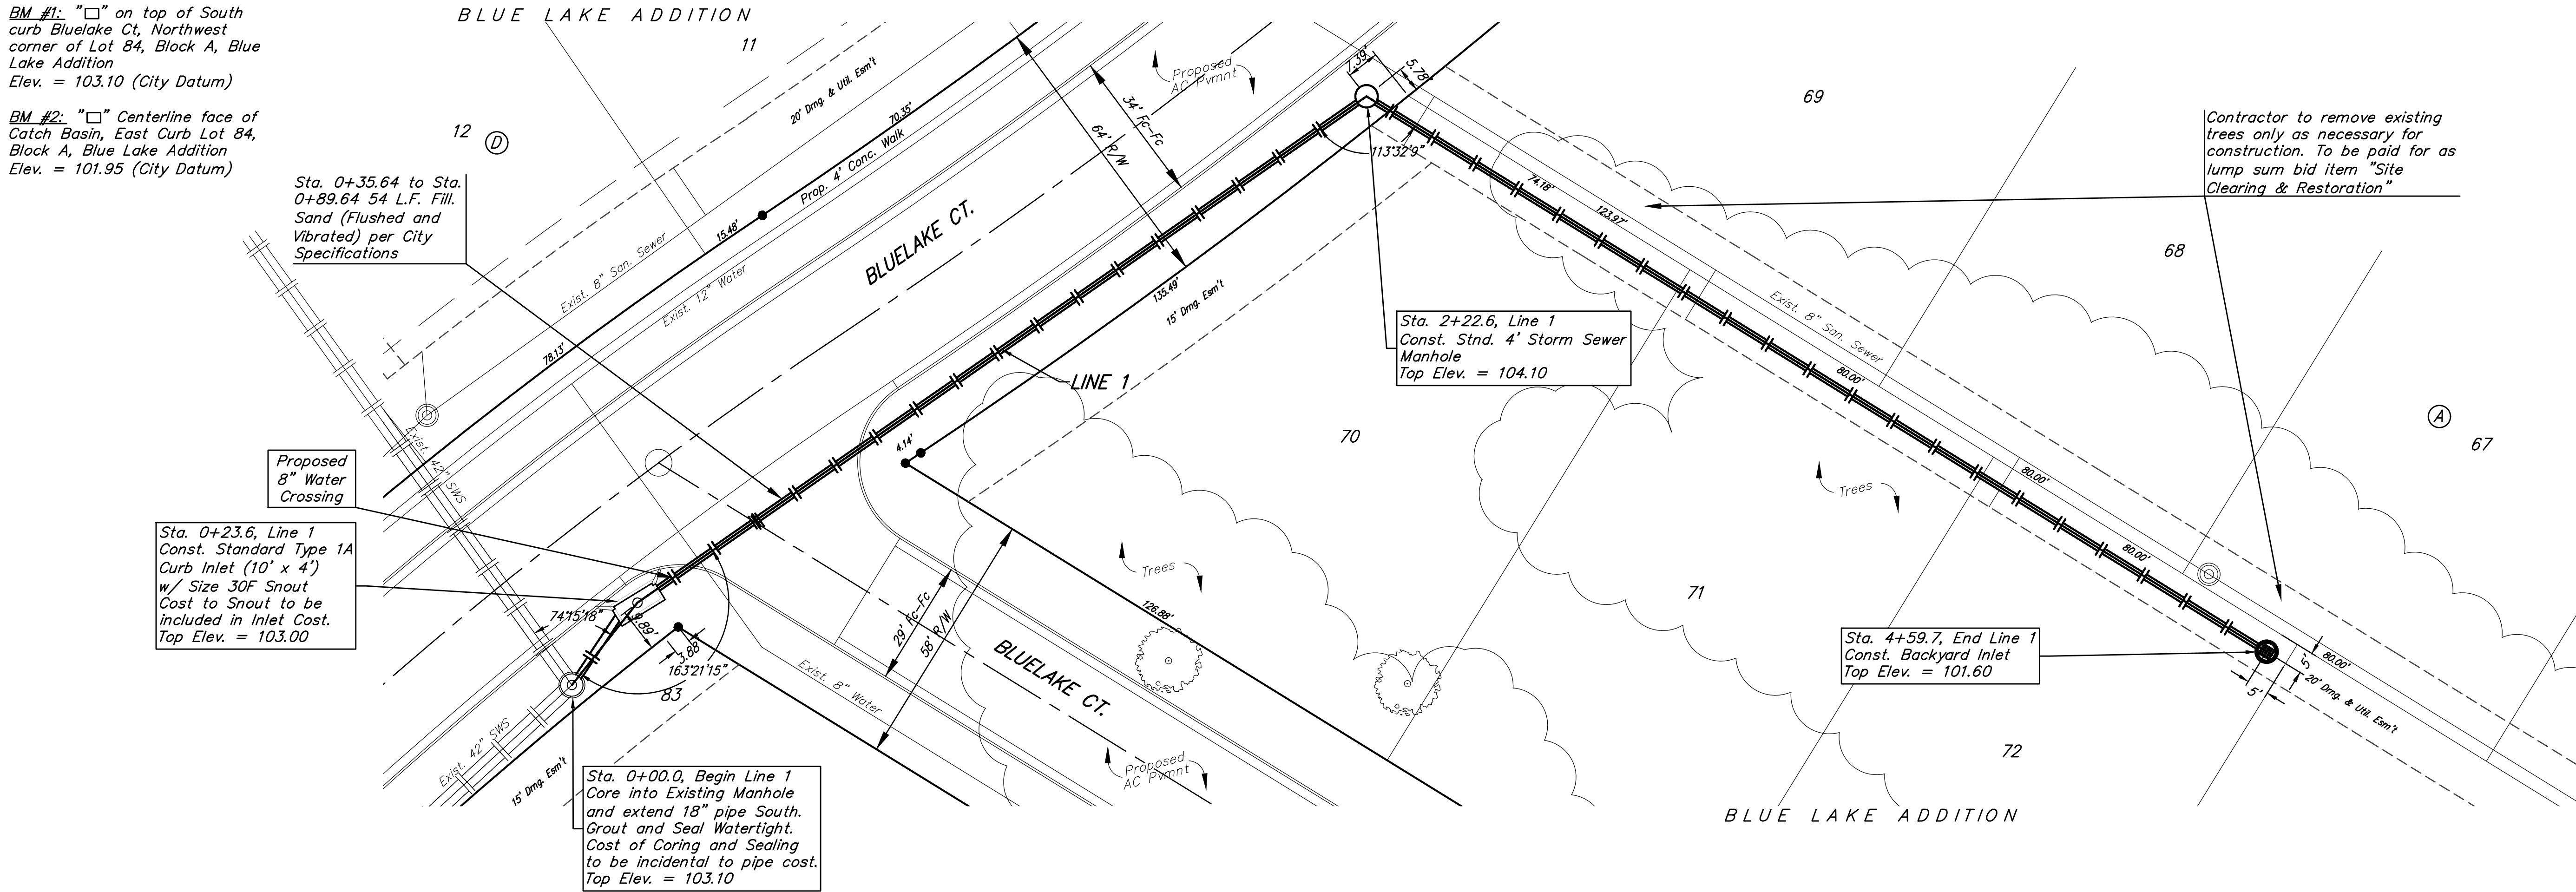 BM #1: "□" on top of South
curb Bluelake Ct, Northwest
corner of Lot 84, Block A, Blue
Lake Addition
Elev. = 103.10 (City Datum)
BM #2: "□" Centerline face of
Catch Basin, East Curb Lot 84,
Block A, Blue Lake Addition
Elev. = 101.95 (City Datum)
BLUE LAKE ADDITION
11
12
D
20' Drng. & Util. Esm't
70.35'
Prop. 4' Conc. Walk
15.48'
Exist. 8" San. Sewer
Exist. 12" Water
78.13'
34' Fc-Fc
64' R/W
Proposed
AC Pvmnt
BLUELAKE CT.
Sta. 0+35.64 to Sta.
0+89.64 54 L.F. Fill.
Sand (Flushed and
Vibrated) per City
Specifications
Exist. 42" SWS
Proposed
8" Water
Crossing
Sta. 0+23.6, Line 1
Const. Standard Type 1A
Curb Inlet (10' x 4')
w/ Size 30F Snout
Cost to Snout to be
included in Inlet Cost.
Top Elev. = 103.00
74°15'18"
9.89'
3.88'
163°21'15"
83
Exist. 42" SWS
15' Drng. Esm't
Sta. 0+00.0, Begin Line 1
Core into Existing Manhole
and extend 18" pipe South.
Grout and Seal Watertight.
Cost of Coring and Sealing
to be incidental to pipe cost.
Top Elev. = 103.10
LINE 1
4.14'
135.49'
15' Drng. Esm't
7.39'
5.78'
113°32'9"
Sta. 2+22.6, Line 1
Const. Stnd. 4' Storm Sewer
Manhole
Top Elev. = 104.10
70
Trees
126.88'
29' Fc-Fc
58' R/W
BLUELAKE CT.
Exist. 8" Water
Proposed
AC Pvmnt
74.18'
123.97'
69
Contractor to remove existing
trees only as necessary for
construction. To be paid for as
lump sum bid item "Site
Clearing & Restoration"
68
Exist. 8" San. Sewer
80.00'
80.00'
80.00'
Trees
A
67
71
Sta. 4+59.7, End Line 1
Const. Backyard Inlet
Top Elev. = 101.60
5'
5'
80.00'
20' Drng. & Util. Esm't
72
BLUE LAKE ADDITION